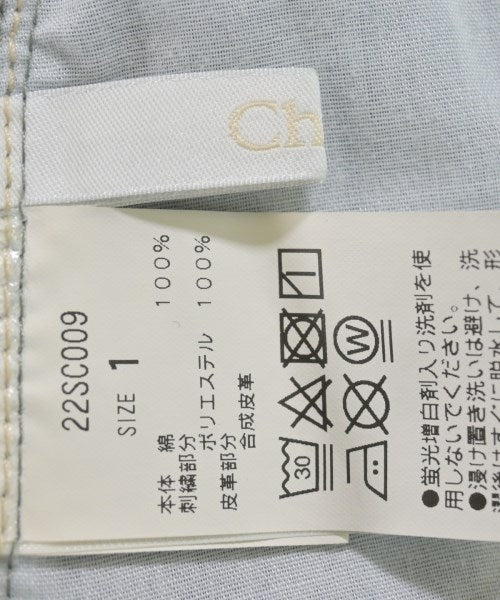 Ch
22SC009
SIZE 1
本体 綿 100%
刺繍部分 ポリエステル 100%
皮革部分 合成皮革
30
W
●蛍光増白剤入り洗剤を使
用しないでください。
●浸け置き洗いは避け、洗